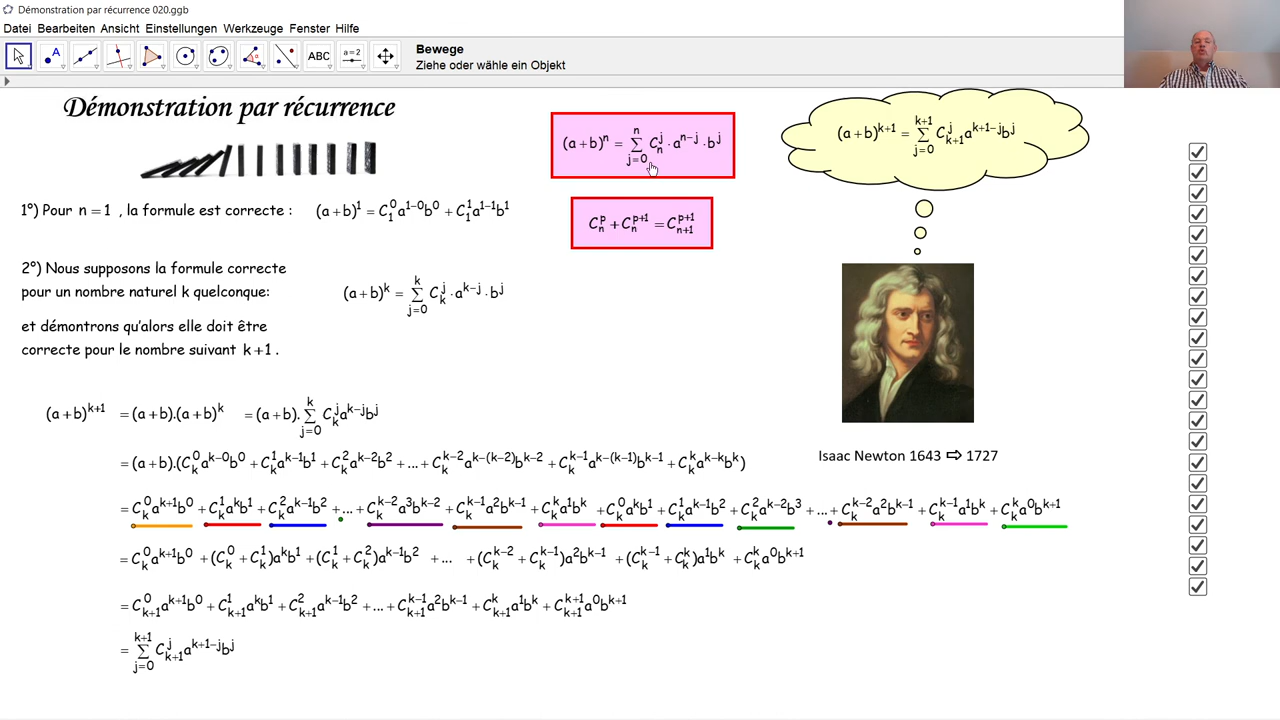 Démonstration par récurrence 020.ggb
Datei Bearbeiten Ansicht Einstellungen Werkzeuge Fenster Hilfe
A ABC a=2
Bewege
Ziehe oder wähle ein Objekt
Démonstration par récurrence
(a+b)^n = ∑_{j=0}^{n} C_n^j · a^{n−j} · b^j
(a+b)^{k+1} = ∑_{j=0}^{k+1} C_{k+1}^j a^{k+1−j} b^j
1°) Pour n = 1 , la formule est correcte : (a+b)^1 = C_1^0 a^{1−0} b^0 + C_1^1 a^{1−1} b^1
C_n^p + C_n^{p+1} = C_{n+1}^{p+1}
2°) Nous supposons la formule correcte
pour un nombre naturel k quelconque: (a+b)^k = ∑_{j=0}^{k} C_k^j · a^{k−j} · b^j
et démontrons qu'alors elle doit être
correcte pour le nombre suivant k+1 .
(a+b)^{k+1} = (a+b).(a+b)^k = (a+b). ∑_{j=0}^{k} C_k^j a^{k−j} b^j
= (a+b).(C_k^0 a^{k−0} b^0 + C_k^1 a^{k−1} b^1 + C_k^2 a^{k−2} b^2 + ... + C_k^{k−2} a^{k−(k−2)} b^{k−2} + C_k^{k−1} a^{k−(k−1)} b^{k−1} + C_k^k a^{k−k} b^k)
Isaac Newton 1643 ⇨ 1727
= C_k^0 a^{k+1} b^0 + C_k^1 a^k b^1 + C_k^2 a^{k−1} b^2 + ... + C_k^{k−2} a^3 b^{k−2} + C_k^{k−1} a^2 b^{k−1} + C_k^k a^1 b^k + C_k^0 a^k b^1 + C_k^1 a^{k−1} b^2 + C_k^2 a^{k−2} b^3 + ... + C_k^{k−2} a^2 b^{k−1} + C_k^{k−1} a^1 b^k + C_k^k a^0 b^{k+1}
= C_k^0 a^{k+1} b^0 + (C_k^0 + C_k^1) a^k b^1 + (C_k^1 + C_k^2) a^{k−1} b^2 + ... + (C_k^{k−2} + C_k^{k−1}) a^2 b^{k−1} + (C_k^{k−1} + C_k^k) a^1 b^k + C_k^k a^0 b^{k+1}
= C_{k+1}^0 a^{k+1} b^0 + C_{k+1}^1 a^k b^1 + C_{k+1}^2 a^{k−1} b^2 + ... + C_{k+1}^{k−1} a^2 b^{k−1} + C_{k+1}^k a^1 b^k + C_{k+1}^{k+1} a^0 b^{k+1}
= ∑_{j=0}^{k+1} C_{k+1}^j a^{k+1−j} b^j